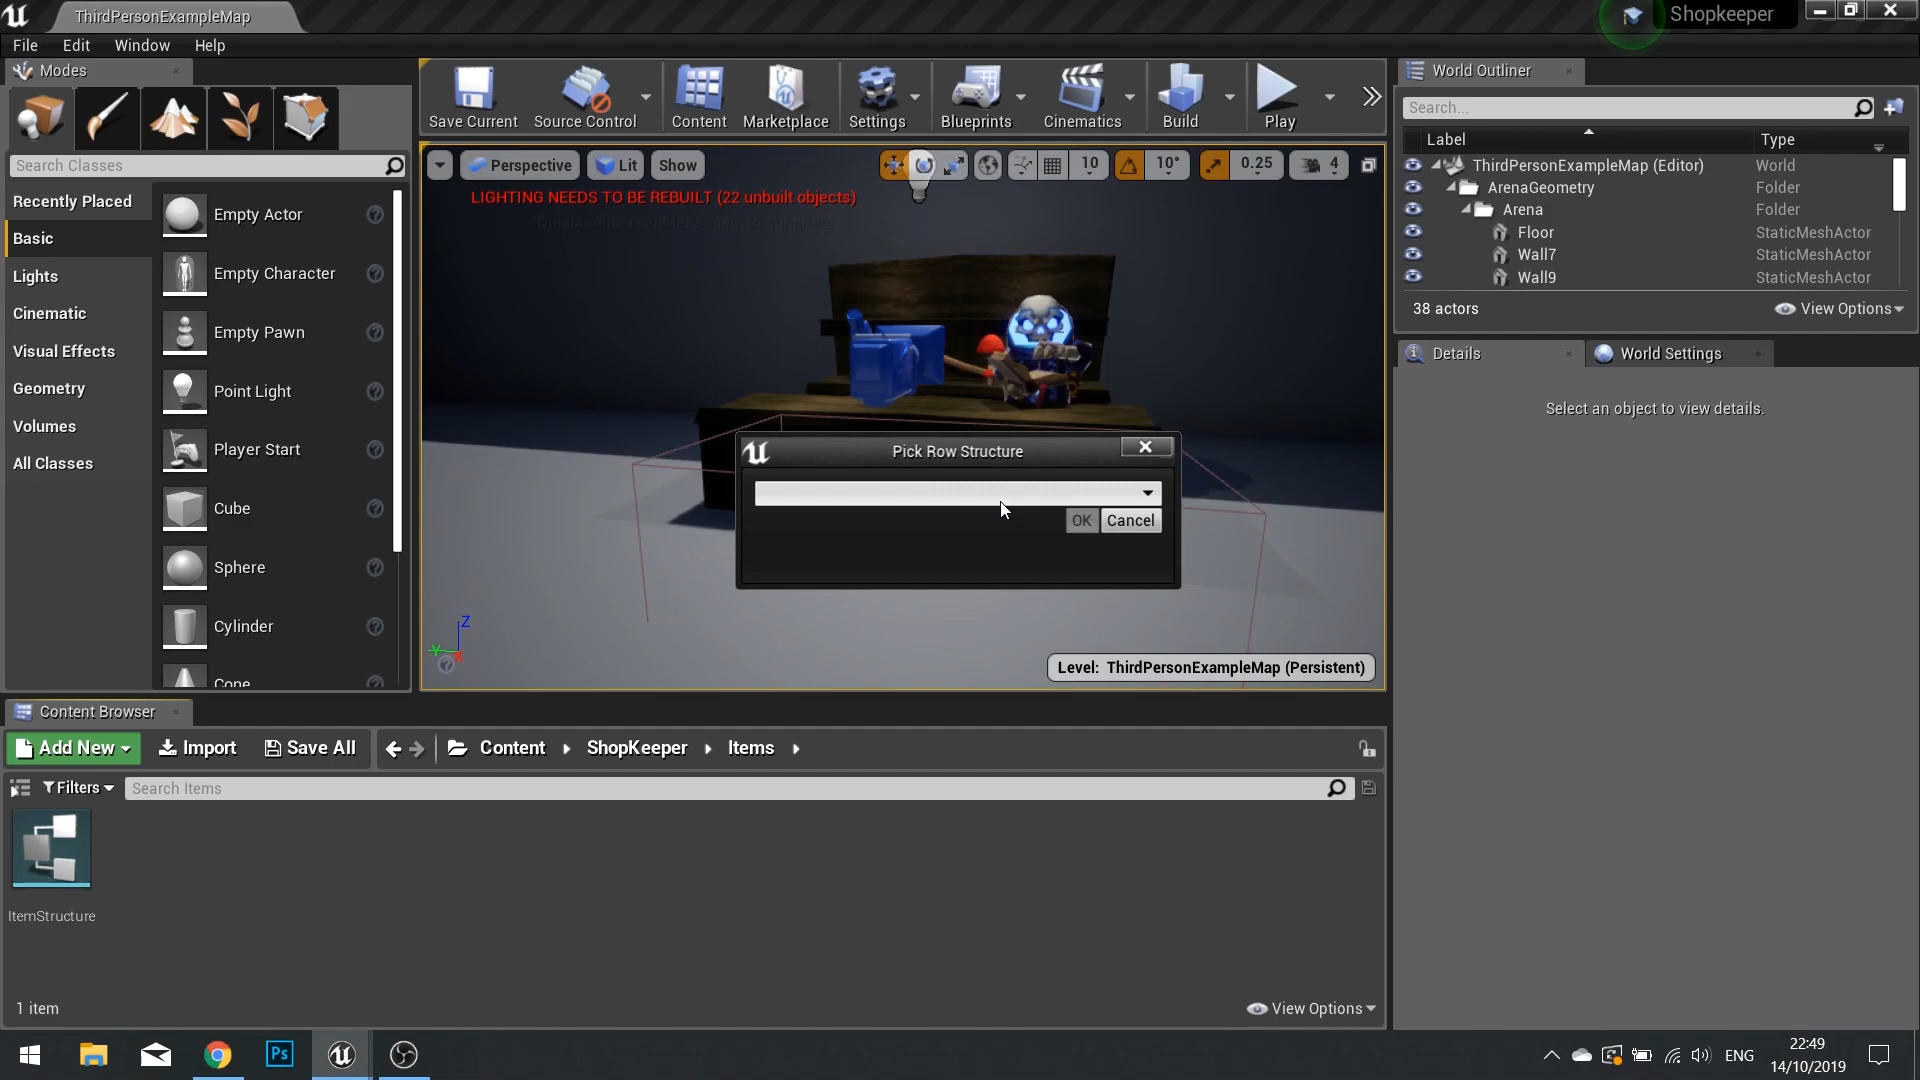 ThirdPersonExampleMap
Shopkeeper
File Edit Window Help
Modes
Search Classes
Recently Placed
Basic
Lights
Cinematic
Visual Effects
Geometry
Volumes
All Classes
Empty Actor
Empty Character
Empty Pawn
Point Light
Player Start
Cube
Sphere
Cylinder
Cone
Save Current
Source Control
Content
Marketplace
Settings
Blueprints
Cinematics
Build
Play
Perspective Lit Show
10 10° 0.25 4
LIGHTING NEEDS TO BE REBUILT (22 unbuilt objects)
Pick Row Structure
OK Cancel
Z
Y
X
Level: ThirdPersonExampleMap (Persistent)
World Outliner
Search...
Label Type
ThirdPersonExampleMap (Editor) World
ArenaGeometry Folder
Arena Folder
Floor StaticMeshActor
Wall7 StaticMeshActor
Wall9 StaticMeshActor
38 actors View Options
Details World Settings
Select an object to view details.
Content Browser
Add New Import Save All Content ShopKeeper Items
Filters Search Items
ItemStructure
1 item View Options
Ps
ENG
22:49
14/10/2019